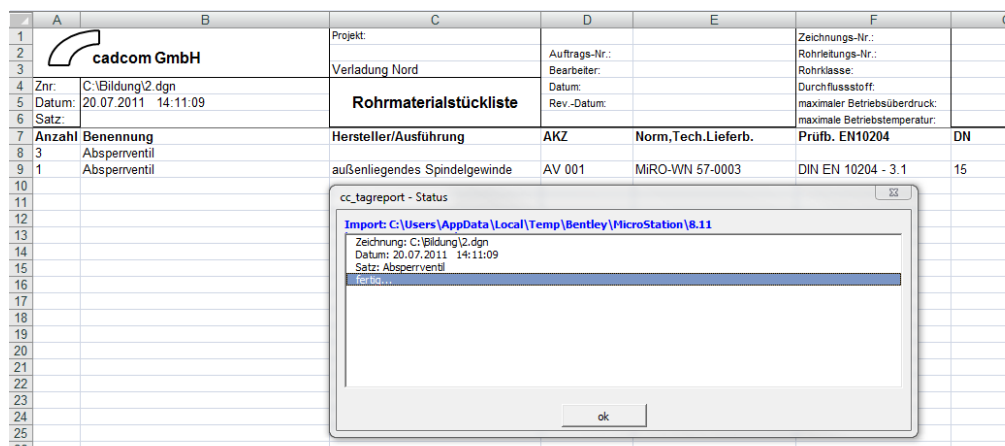 A B C D E F
1 Projekt: Zeichnungs-Nr.:
2 cadcom GmbH Auftrags-Nr.: Rohrleitungs-Nr.:
3 Verladung Nord Bearbeiter: Rohrklasse:
4 Znr: C:\Bildung\2.dgn Datum: Durchflussstoff:
5 Datum: 20.07.2011 14:11:09 Rohrmaterialstückliste Rev.-Datum: maximaler Betriebsüberdruck:
6 Satz: maximale Betriebstemperatur:
7 Anzahl Benennung Hersteller/Ausführung AKZ Norm,Tech.Lieferb. Prüfb. EN10204 DN
8 3 Absperrventil
9 1 Absperrventil außenliegendes Spindelgewinde AV 001 MiRO-WN 57-0003 DIN EN 10204 - 3.1 15
10
11
12
13
14
15
16
17
18
19
20
21
22
23
24
25
cc_tagreport - Status
Import: C:\Users\AppData\Local\Temp\Bentley\MicroStation\8.11
Zeichnung: C:\Bildung\2.dgn
Datum: 20.07.2011 14:11:09
Satz: Absperrventil
fertig...
ok